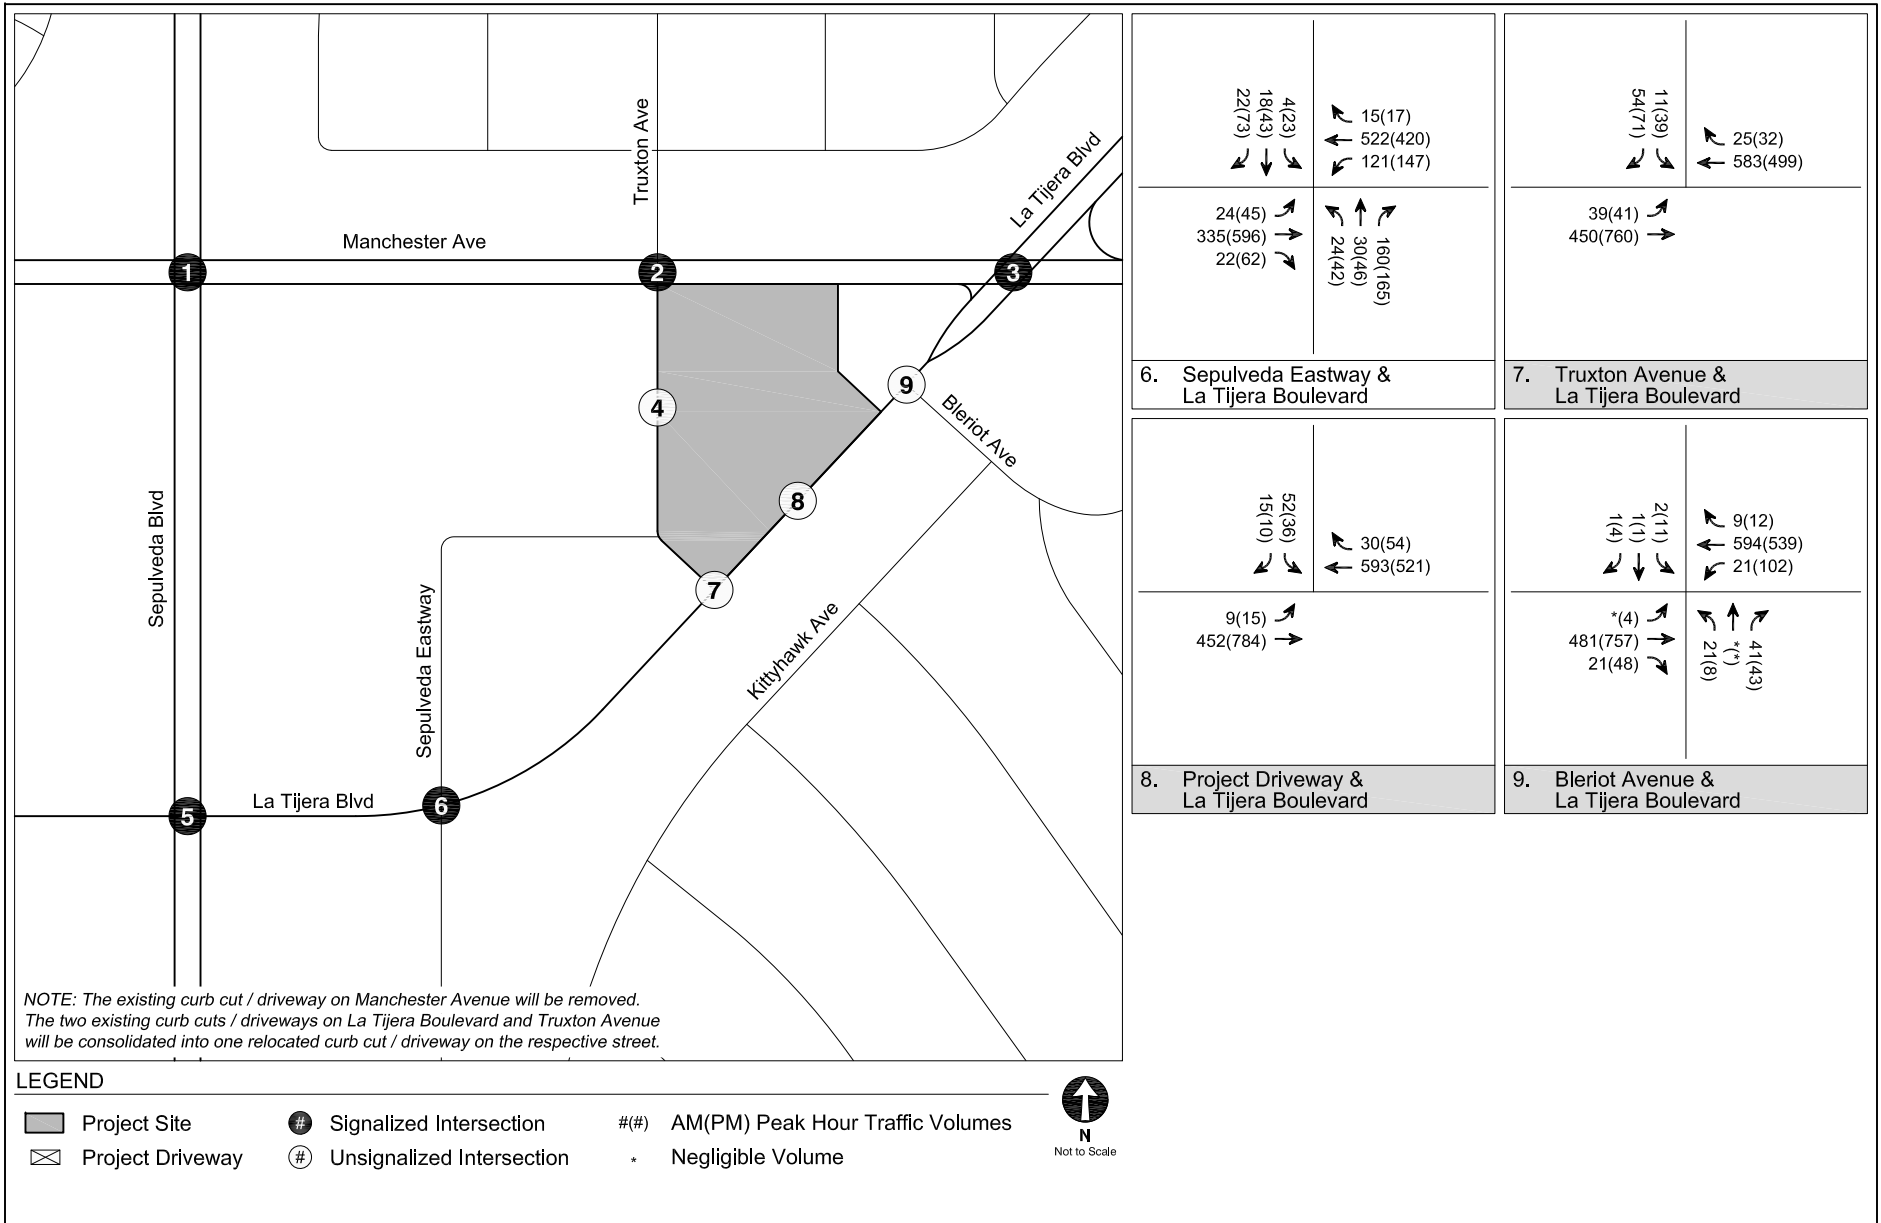 Truxton Ave
La Tijera Blvd
Manchester Ave
1
2
3
4
9
Bleriot Ave
8
Sepulveda Blvd
7
Sepulveda Eastway
Kittyhawk Ave
La Tijera Blvd
5
6
NOTE: The existing curb cut / driveway on Manchester Avenue will be removed.
The two existing curb cuts / driveways on La Tijera Boulevard and Truxton Avenue
will be consolidated into one relocated curb cut / driveway on the respective street.
22(73)
18(43)
4(23)
15(17)
522(420)
121(147)
24(45)
335(596)
22(62)
24(42)
30(46)
160(165)
6. Sepulveda Eastway &
La Tijera Boulevard
54(71)
11(39)
25(32)
583(499)
39(41)
450(760)
7. Truxton Avenue &
La Tijera Boulevard
15(10)
52(36)
30(54)
593(521)
9(15)
452(784)
8. Project Driveway &
La Tijera Boulevard
1(4)
1(1)
2(11)
9(12)
594(539)
21(102)
*(4)
481(757)
21(48)
21(8)
*(*)
41(43)
9. Bleriot Avenue &
La Tijera Boulevard
LEGEND
Project Site
# Signalized Intersection
#(#) AM(PM) Peak Hour Traffic Volumes
Project Driveway
# Unsignalized Intersection
* Negligible Volume
N
Not to Scale